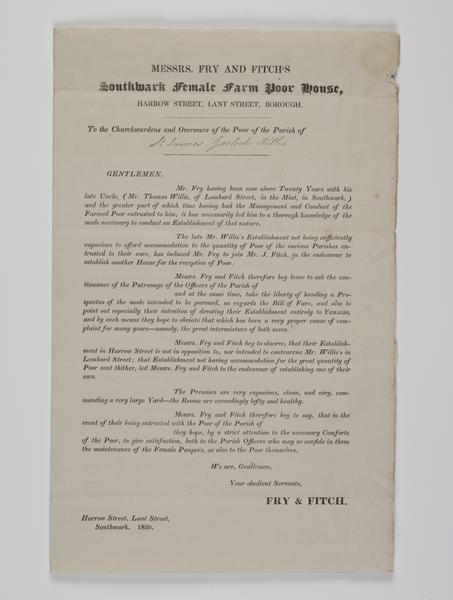 MESSRS. FRY AND FITCH'S
Southwark Female Farm Poor House,
HARROW STREET, LANT STREET, BOROUGH.
To the Churchwardens and Overseers of the Poor of the Parish of
St James Garlick Hithe
GENTLEMEN,
Mr. Fry having been now above Twenty Years with his
late Uncle, (Mr. Thomas Willis, of Lombard Street, in the Mint, in Southwark,)
and the greater part of which time having had the Management and Conduct of the
Farmed Poor entrusted to him, it has necessarily led him to a thorough knowledge of the
mode necessary to conduct an Establishment of that nature.
The late Mr. Willis's Establishment not being sufficiently
capacious to afford accommodation to the quantity of Poor of the various Parishes en-
trusted to their care, has induced Mr. Fry to join Mr. J. Fitch, in the endeavour to
establish another House for the reception of Poor.
Messrs. Fry and Fitch therefore beg leave to ask the con-
tinuance of the Patronage of the Officers of the Parish of
and at the same time, take the liberty of handing a Pro-
spectus of the mode intended to be pursued, as regards the Bill of Fare, and also to
point out especially their intention of devoting their Establishment entirely to FEMALES,
and by such means they hope to obviate that which has been a very proper cause of com-
plaint for many years—namely, the great intermixture of both sexes.
Messrs. Fry and Fitch beg to observe, that their Establish-
ment in Harrow Street is not in opposition to, nor intended to contravene Mr. Willis's in
Lombard Street; that Establishment not having accommodation for the great quantity of
Poor sent thither, led Messrs. Fry and Fitch to the endeavour of establishing one of their
own.
The Premises are very capacious, clean, and airy, com-
manding a very large Yard—the Rooms are exceedingly lofty and healthy.
Messrs. Fry and Fitch therefore beg to say, that in the
event of their being entrusted with the Poor of the Parish of
they hope, by a strict attention to the necessary Comforts
of the Poor, to give satisfaction, both to the Parish Officers who may so confide in them
the maintenance of the Female Paupers, as also to the Poor themselves.
We are, Gentlemen,
Your obedient Servants,
FRY & FITCH.
Harrow Street, Lant Street,
Southwark. 1830.